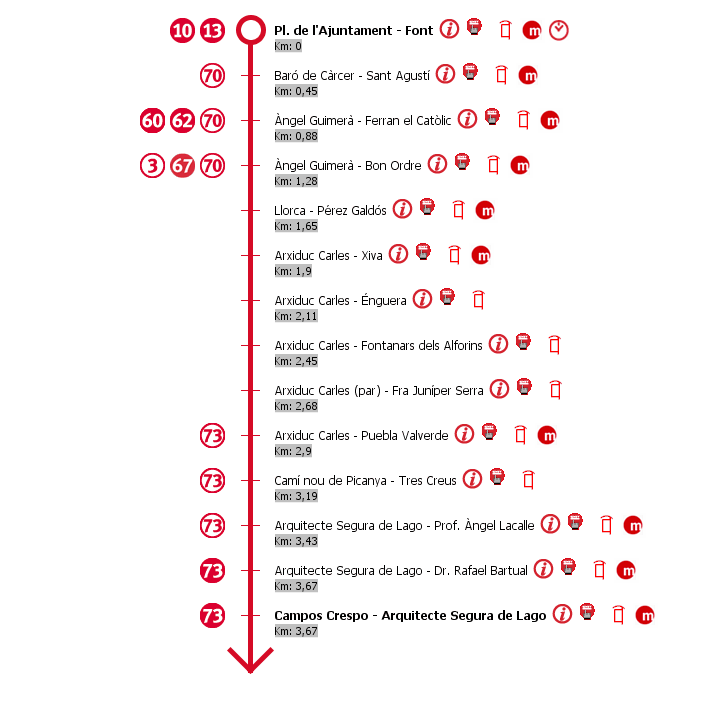 10 13 Pl. de l'Ajuntament - Font i m
Km: 0
70 Baró de Càrcer - Sant Agustí i m
Km: 0,45
60 62 70 Àngel Guimerà - Ferran el Catòlic i m
Km: 0,88
3 67 70 Àngel Guimerà - Bon Ordre i m
Km: 1,28
Llorca - Pérez Galdós i m
Km: 1,65
Arxiduc Carles - Xiva i m
Km: 1,9
Arxiduc Carles - Énguera i
Km: 2,11
Arxiduc Carles - Fontanars dels Alforins i
Km: 2,45
Arxiduc Carles (par) - Fra Juníper Serra i
Km: 2,68
73 Arxiduc Carles - Puebla Valverde i m
Km: 2,9
73 Camí nou de Picanya - Tres Creus i
Km: 3,19
73 Arquitecte Segura de Lago - Prof. Àngel Lacalle i m
Km: 3,43
73 Arquitecte Segura de Lago - Dr. Rafael Bartual i m
Km: 3,67
73 Campos Crespo - Arquitecte Segura de Lago i m
Km: 3,67